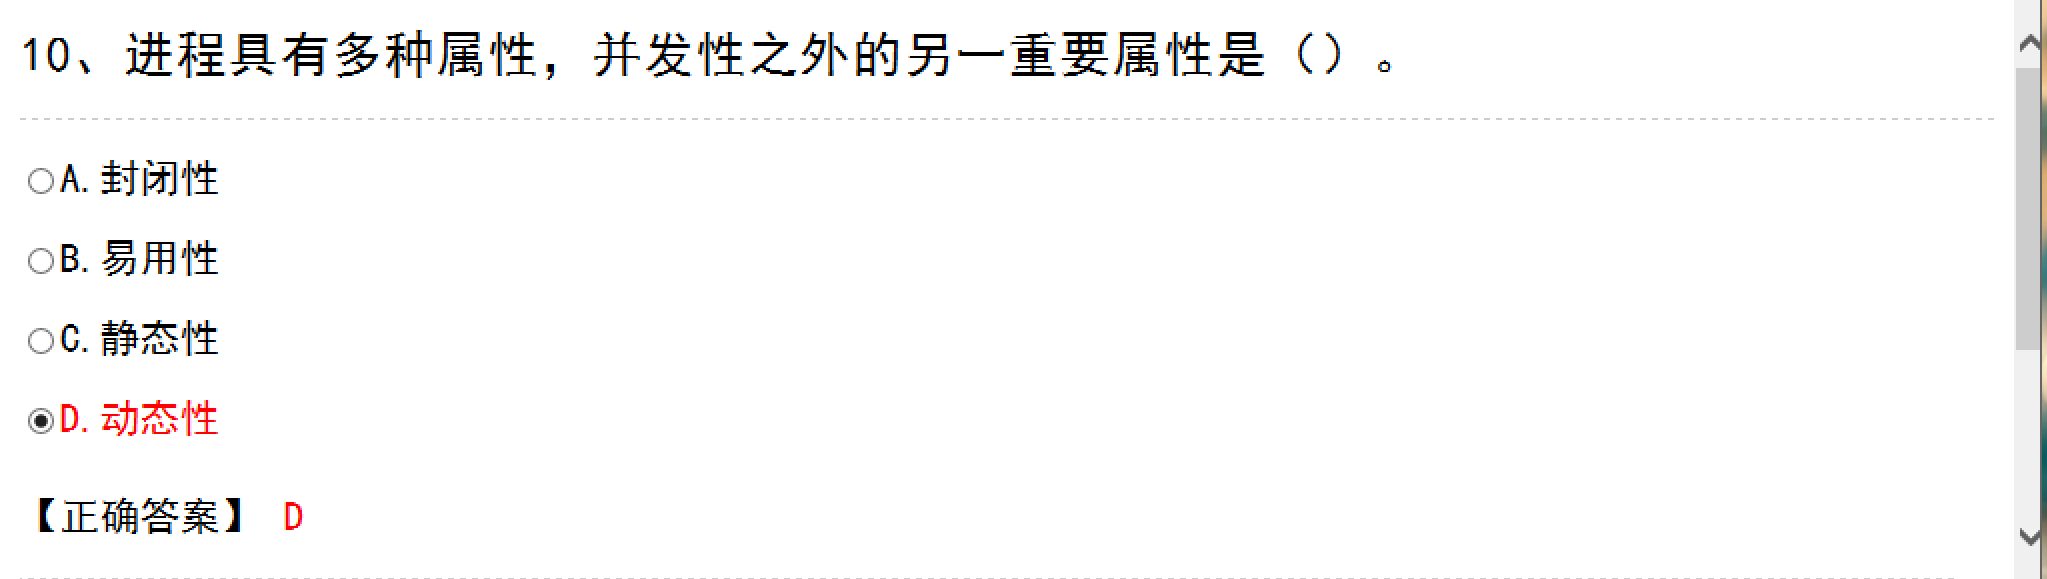 10、进程具有多种属性，并发性之外的另一重要属性是（）。
A.封闭性
B.易用性
C.静态性
D.动态性
【正确答案】 D